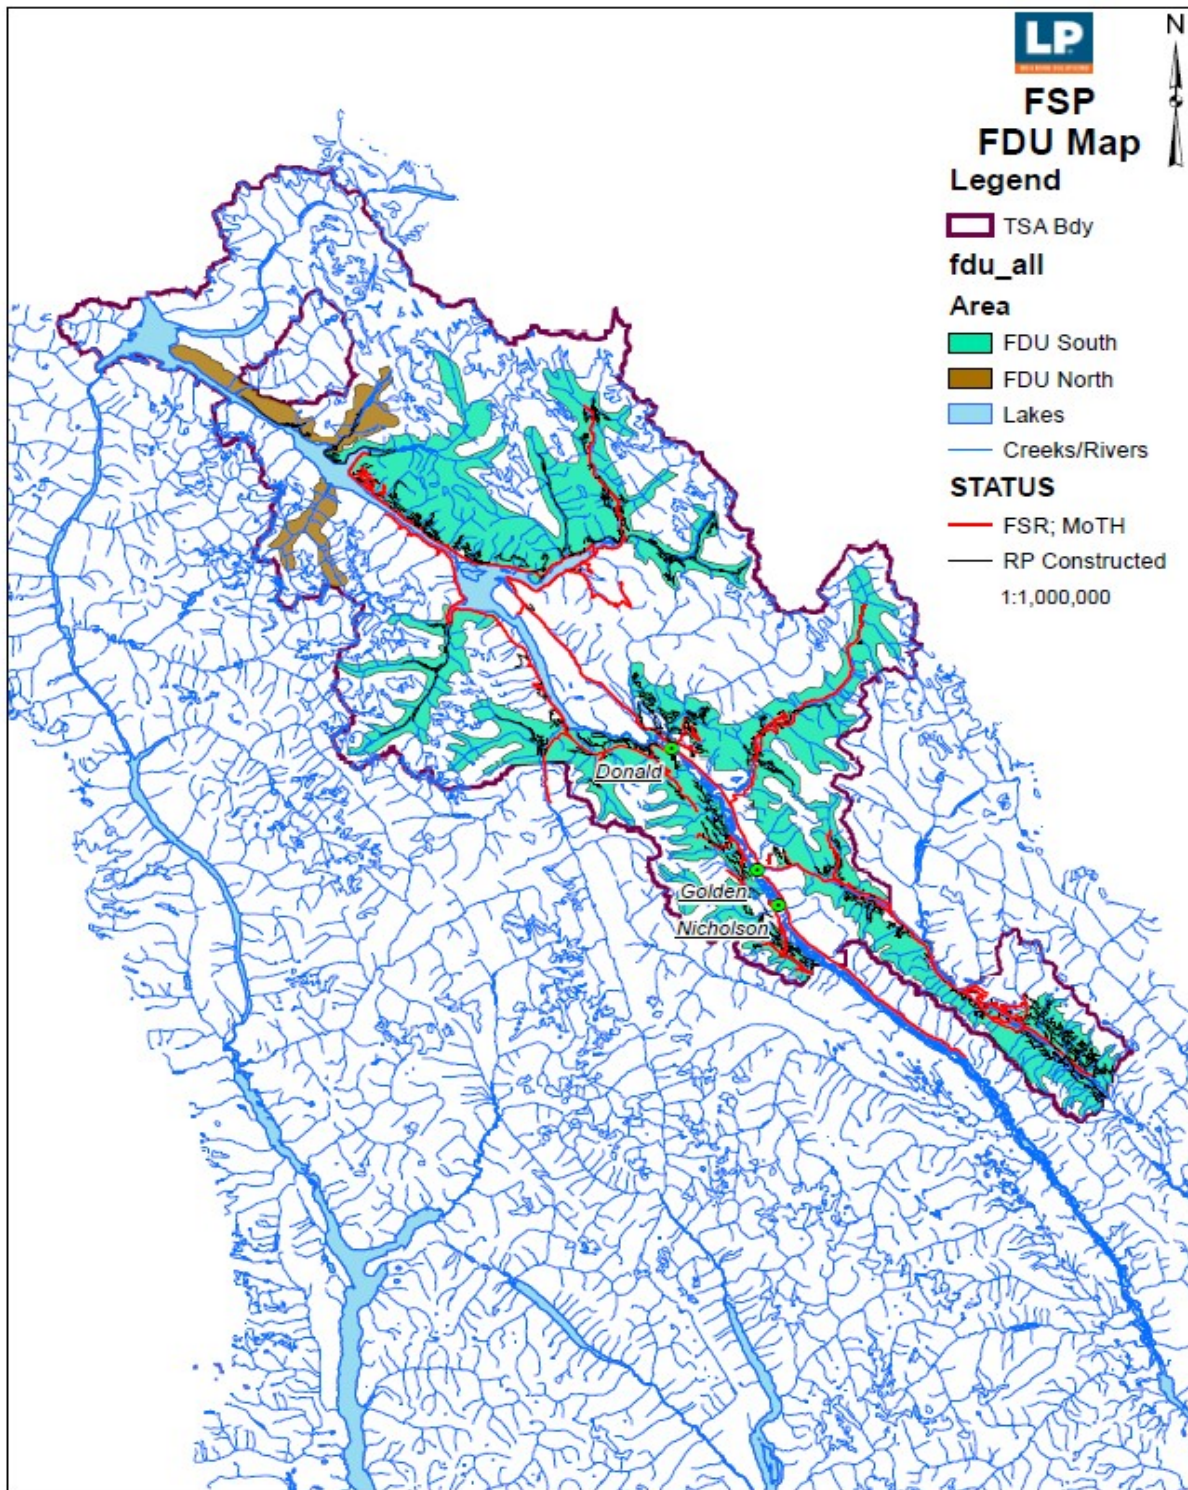 LP
N
FSP
FDU Map
Legend
TSA Bdy
fdu_all
Area
FDU South
FDU North
Lakes
Creeks/Rivers
STATUS
FSR; MoTH
RP Constructed
1:1,000,000
Donald
Golden
Nicholson